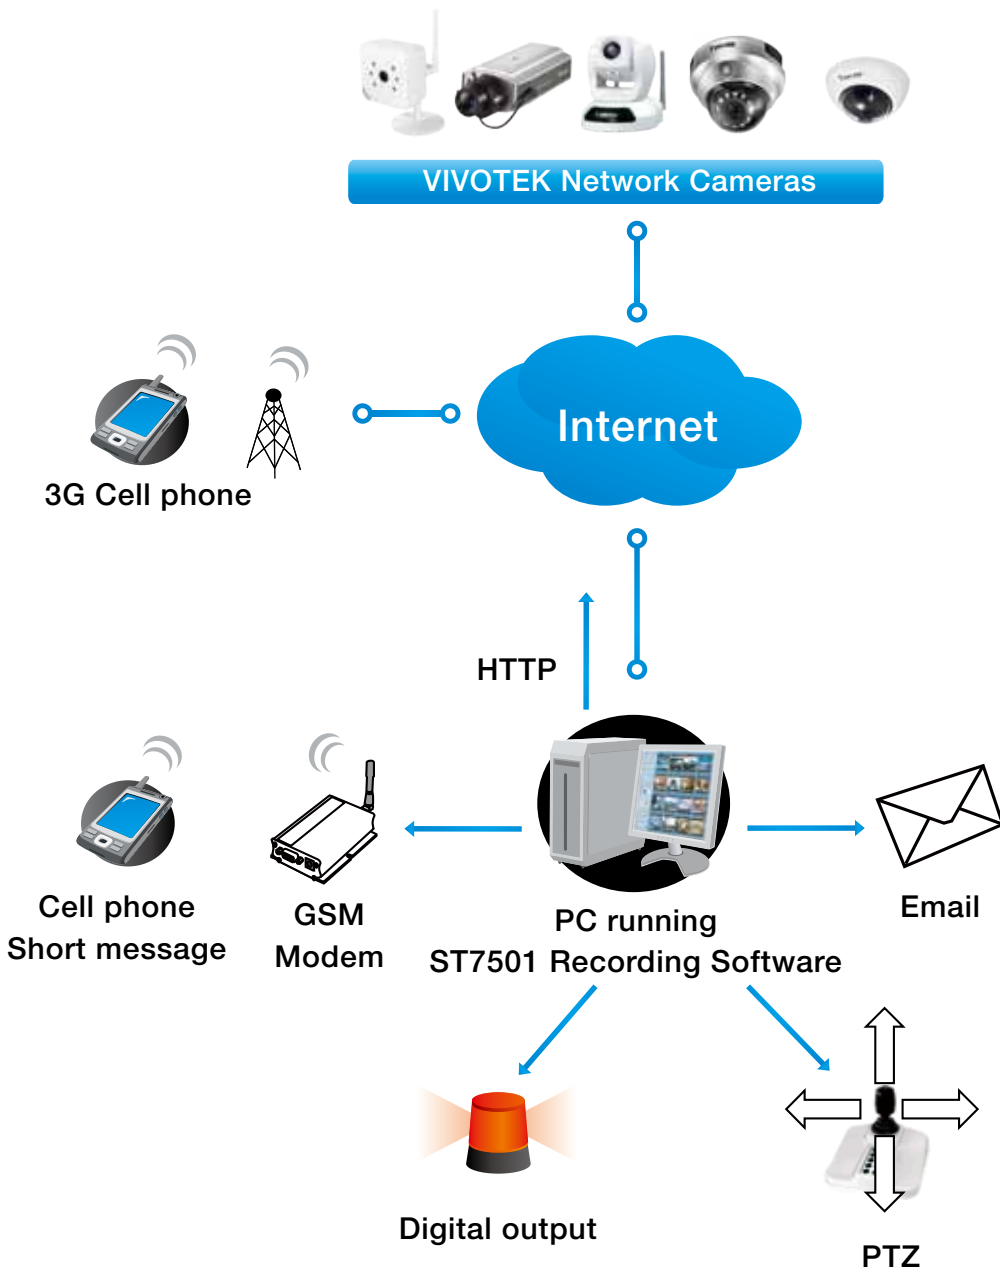 VIVOTEK Network Cameras
Internet
3G Cell phone
HTTP
Cell phone
Short message
GSM
Modem
PC running
ST7501 Recording Software
Email
Digital output
PTZ